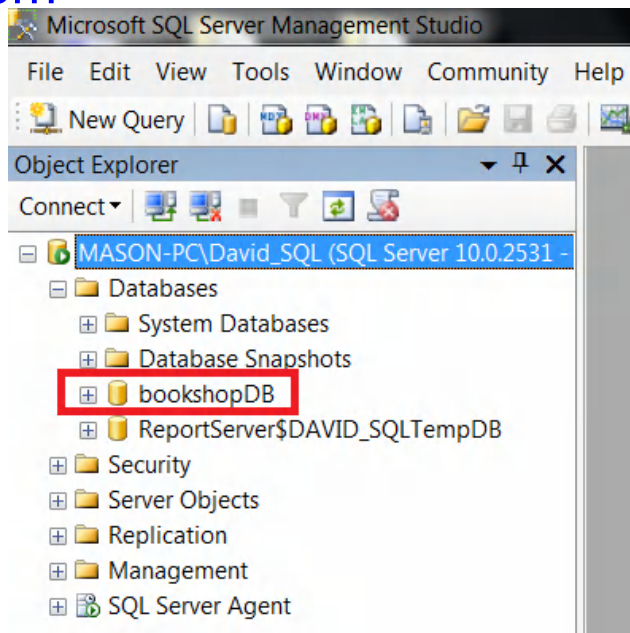 Microsoft SQL Server Management Studio
File Edit View Tools Window Community Help
New Query
Object Explorer
Connect
MASON-PC\David_SQL (SQL Server 10.0.2531 -
Databases
System Databases
Database Snapshots
bookshopDB
ReportServer$DAVID_SQLTempDB
Security
Server Objects
Replication
Management
SQL Server Agent